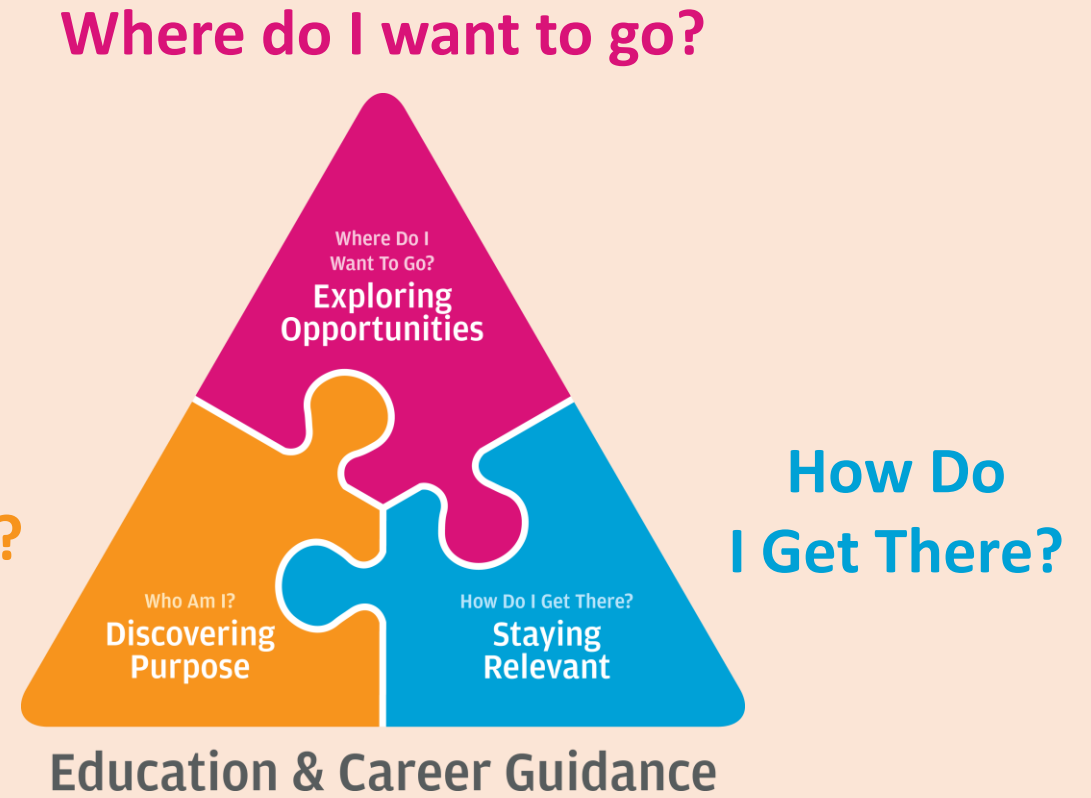 Where do I want to go?
Where Do I
Want To Go?
Exploring
Opportunities
How Do
I Get There?
?
Who Am I?
Discovering
Purpose
How Do I Get There?
Staying
Relevant
Education & Career Guidance